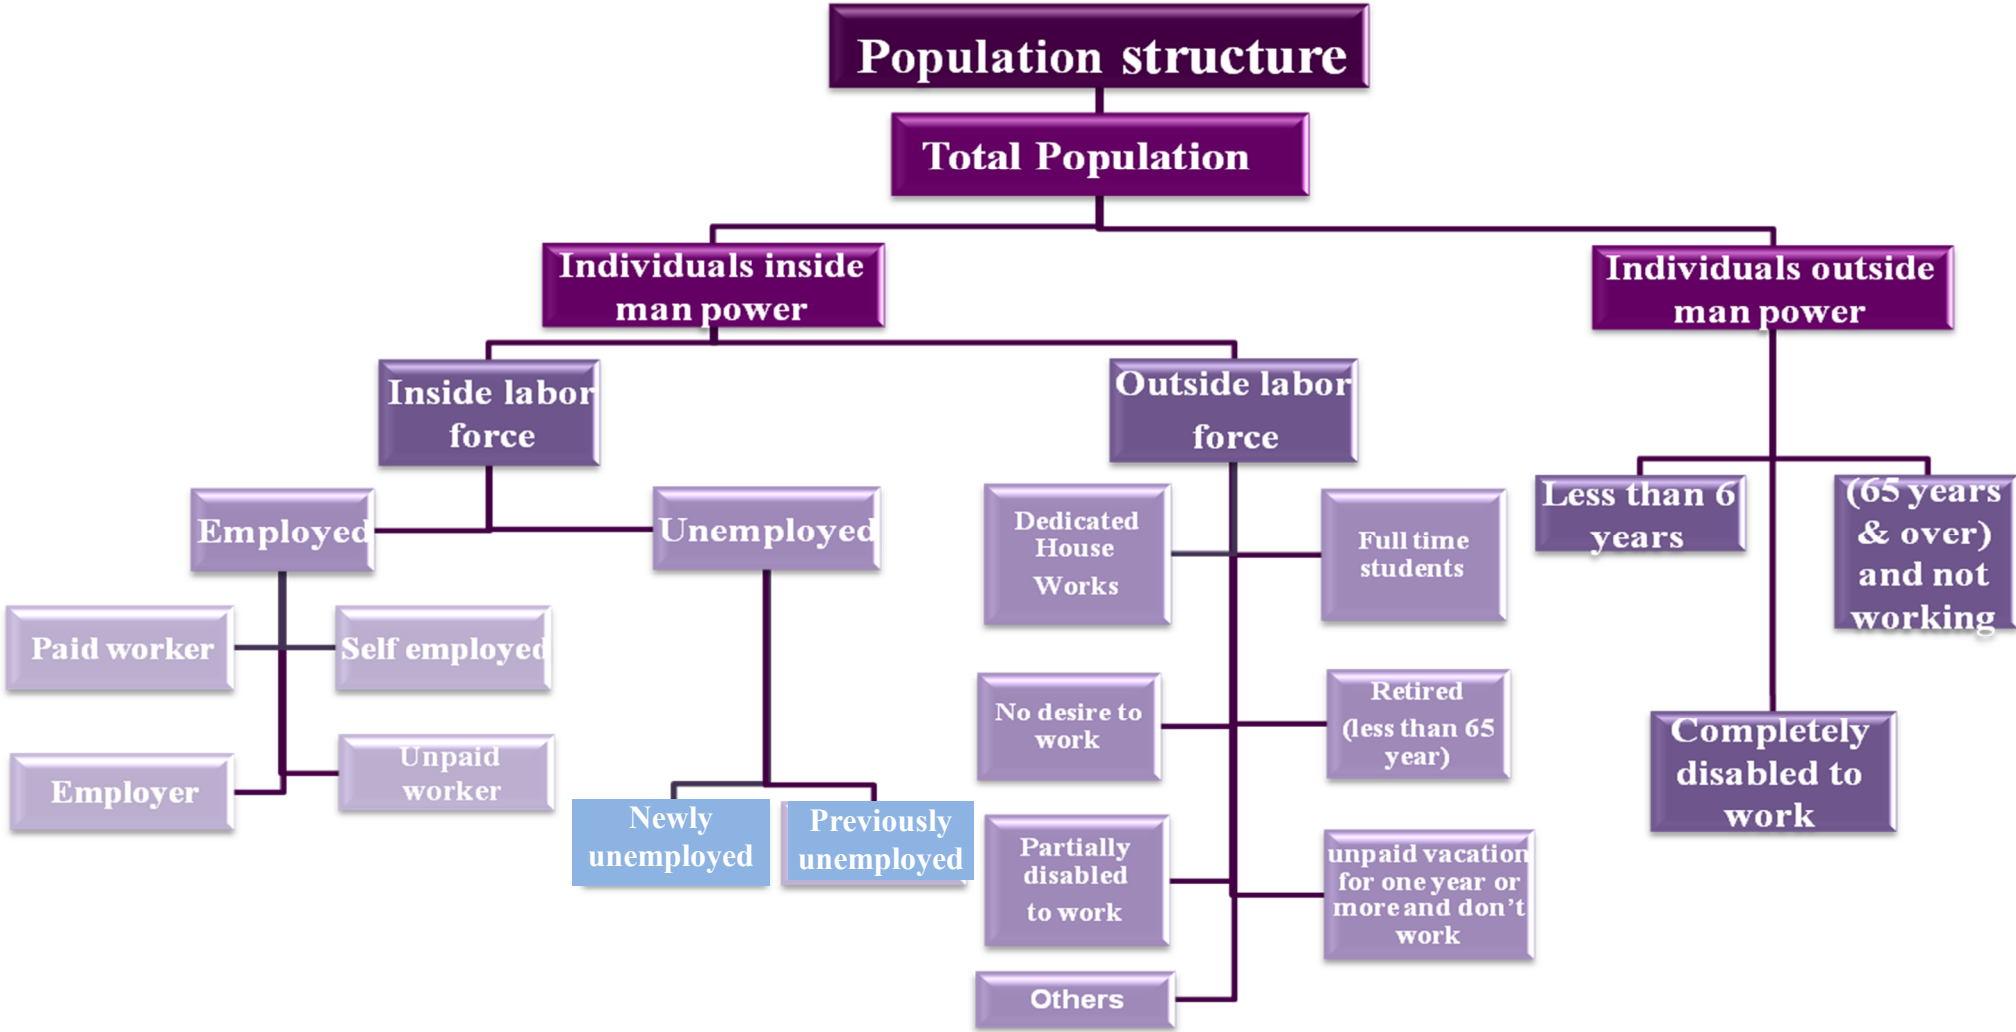 Population structure
Total Population
Individuals inside
man power
Individuals outside
man power
Inside labor
force
Outside labor
force
Less than 6
years
(65 years
& over)
and not
working
Completely
disabled to
work
Employed
Unemployed
Paid worker
Self employed
Employer
Unpaid
worker
Newly
unemployed
Previously
unemployed
Dedicated
House
Works
Full time
students
No desire to
work
Retired
(less than 65
year)
Partially
disabled
to work
unpaid vacation
for one year or
more and don’t
work
Others